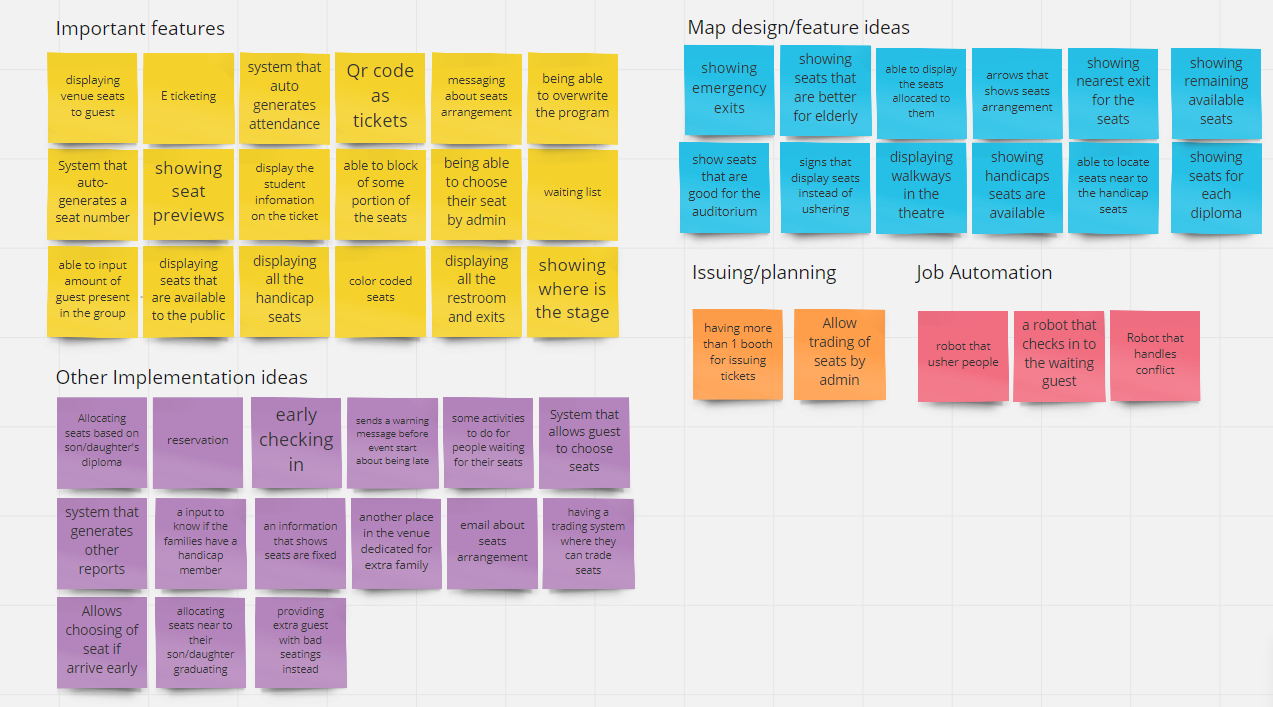 Important features
displaying
venue seats
to guest
E ticketing
system that
auto
generates
attendance
Qr code
as
tickets
messaging
about seats
arrangement
being able
to overwrite
the program
System that
auto-
generates a
seat number
showing
seat
previews
display the
student
infomation
on the ticket
able to block
of some
portion of
the seats
being able
to choose
their seat
by admin
waiting list
able to input
amount of
guest present
in the group
displaying
seats that
are available
to the public
displaying
all the
handicap
seats
color coded
seats
displaying
all the
restroom
and exits
showing
where is
the stage
Other Implementation ideas
Allocating
seats based on
son/daughter's
diploma
reservation
early
checking
in
sends a warning
message before
event start
about being late
some activities
to do for
people waiting
for their seats
System that
allows guest
to choose
seats
system that
generates
other
reports
a input to
know if the
families have a
handicap
member
an information
that shows
seats are fixed
another place
in the venue
dedicated for
extra family
email about
seats
arrangement
having a
trading system
where they
can trade
seats
Allows
choosing of
seat if
arrive early
allocating
seats near to
their
son/daughter
graduating
providing
extra guest
with bad
seatings
instead
Map design/feature ideas
showing
emergency
exits
showing
seats that
are better
for elderly
able to display
the seats
allocated to
them
arrows that
shows seats
arrangement
showing
nearest exit
for the
seats
showing
remaining
available
seats
show seats
that are
good for the
auditorium
signs that
display seats
instead of
ushering
displaying
walkways
in the
theatre
showing
handicaps
seats are
available
able to locate
seats near to
the handicap
seats
showing
seats for
each
diploma
Issuing/planning
having more
than 1 booth
for issuing
tickets
Allow
trading of
seats by
admin
Job Automation
robot that
usher people
a robot that
checks in to
the waiting
guest
Robot that
handles
conflict